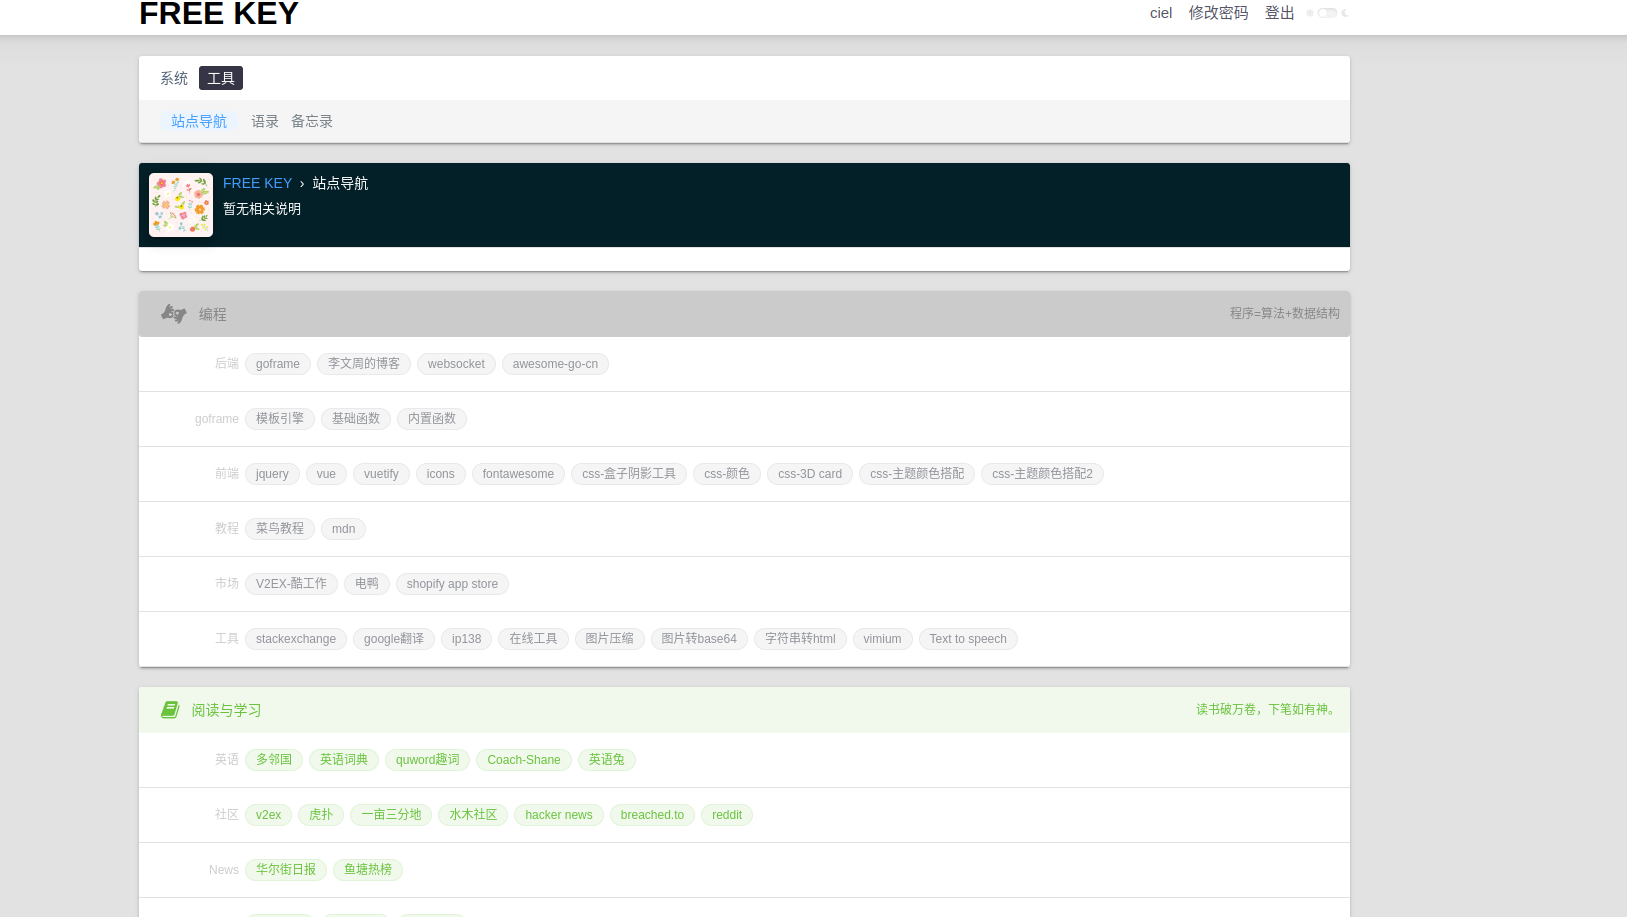 FREE KEY ciel 修改密码 登出
系统 工具
站点导航 语录 备忘录
FREE KEY › 站点导航
暂无相关说明
编程 程序=算法+数据结构
后端 goframe 李文周的博客 websocket awesome-go-cn
goframe 模板引擎 基础函数 内置函数
前端 jquery vue vuetify icons fontawesome css-盒子阴影工具 css-颜色 css-3D card css-主题颜色搭配 css-主题颜色搭配2
教程 菜鸟教程 mdn
市场 V2EX-酷工作 电鸭 shopify app store
工具 stackexchange google翻译 ip138 在线工具 图片压缩 图片转base64 字符串转html vimium Text to speech
阅读与学习 读书破万卷，下笔如有神。
英语 多邻国 英语词典 quword趣词 Coach-Shane 英语兔
社区 v2ex 虎扑 一亩三分地 水木社区 hacker news breached.to reddit
News 华尔街日报 鱼塘热榜